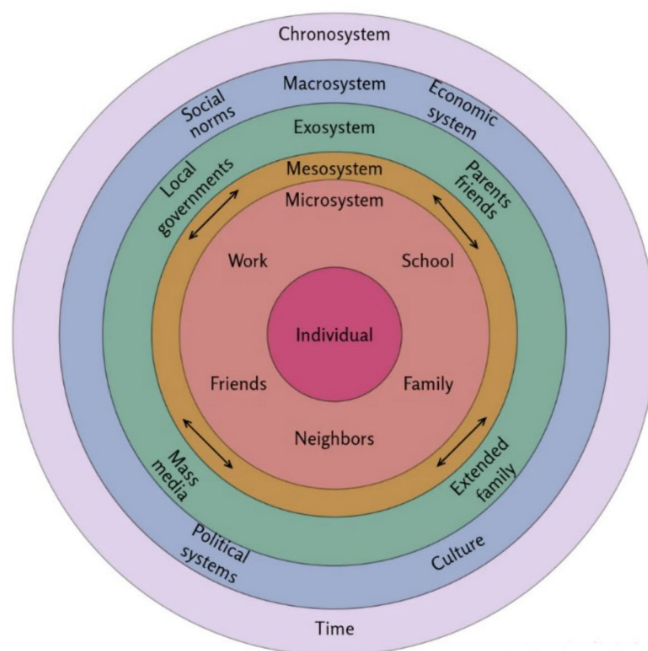 Chronosystem
Macrosystem
Social
norms
Economic
system
Exosystem
Local
governments
Parents
friends
Mesosystem
Microsystem
Work
School
Individual
Friends
Family
Neighbors
Mass
media
Extended
family
Political
systems
Culture
Time